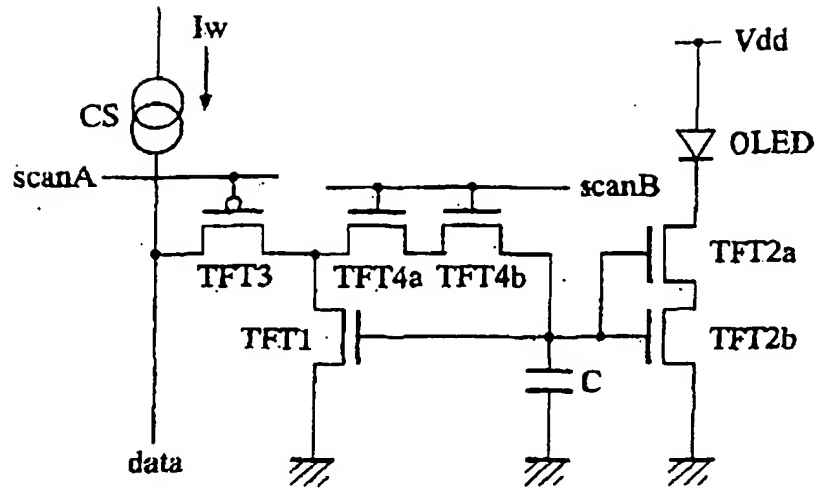 Iw
Vdd
CS
OLED
scanA
scanB
TFT3
TFT4a
TFT4b
TFT2a
TFT1
TFT2b
C
data